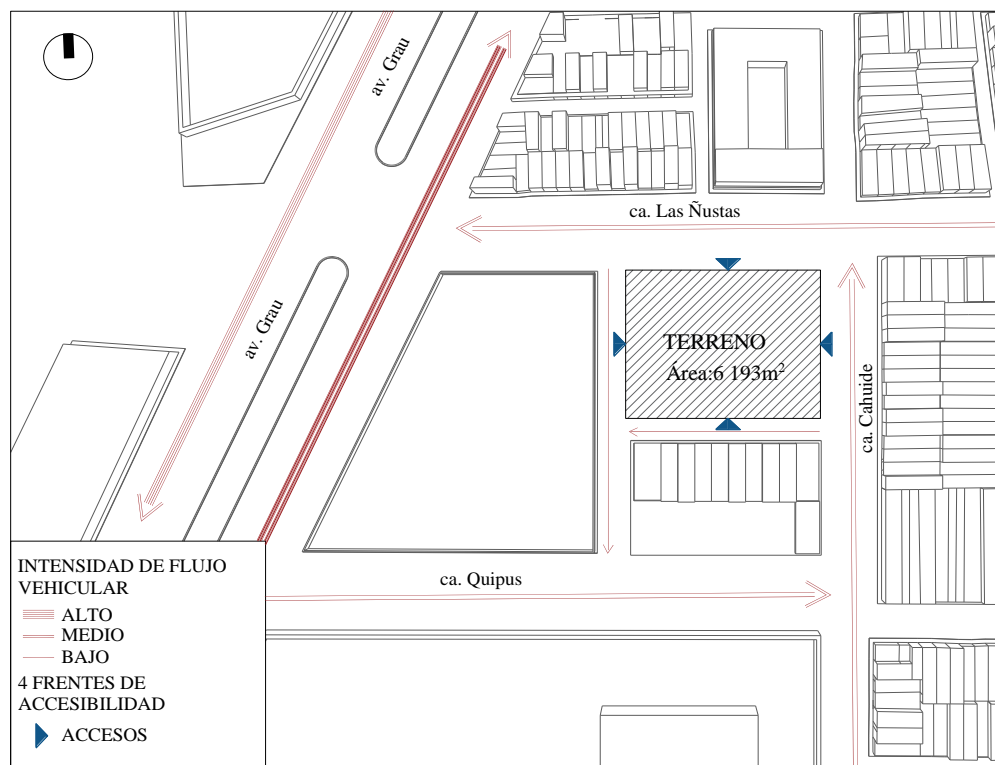 av. Grau
ca. Las Ñustas
av. Grau
TERRENO
Área:6 193m²
ca. Cahuide
ca. Quipus
INTENSIDAD DE FLUJO
VEHICULAR
ALTO
MEDIO
BAJO
4 FRENTES DE
ACCESIBILIDAD
ACCESOS